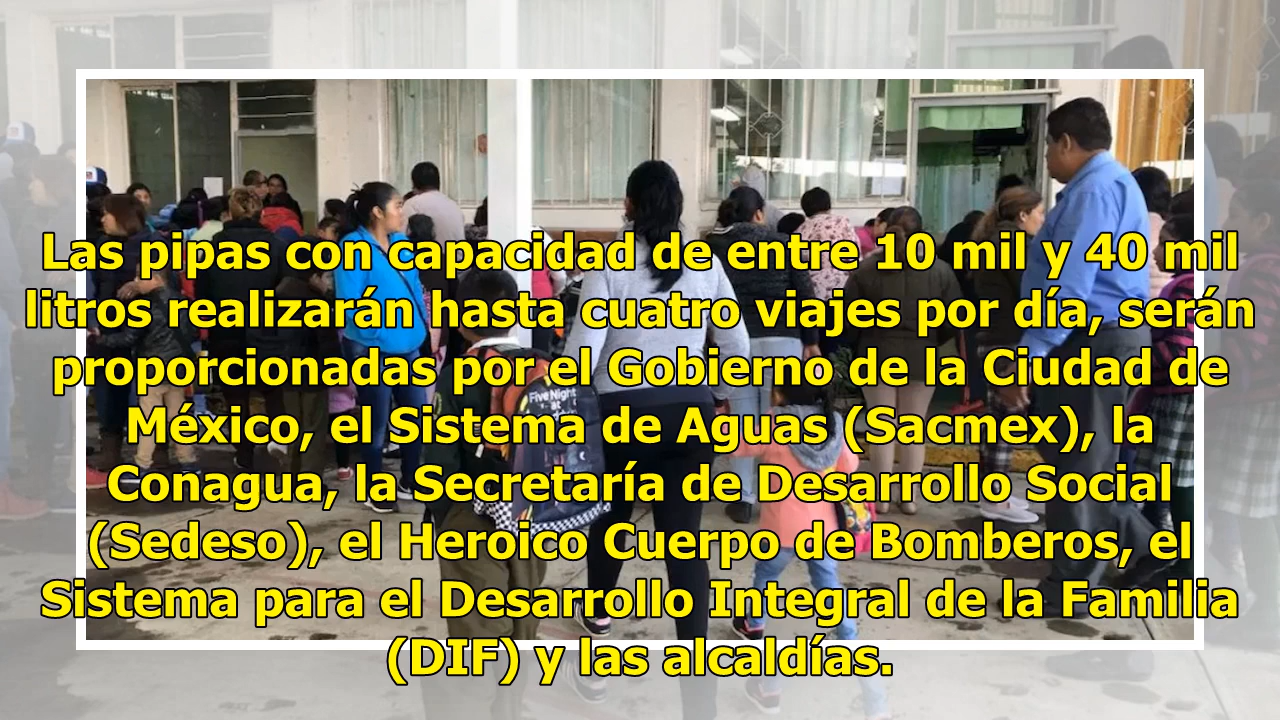 Las pipas con capacidad de entre 10 mil y 40 mil
litros realizarán hasta cuatro viajes por día, serán
proporcionadas por el Gobierno de la Ciudad de
México, el Sistema de Aguas (Sacmex), la
Conagua, la Secretaría de Desarrollo Social
(Sedeso), el Heroico Cuerpo de Bomberos, el
Sistema para el Desarrollo Integral de la Familia
(DIF) y las alcaldías.
Five Night
at